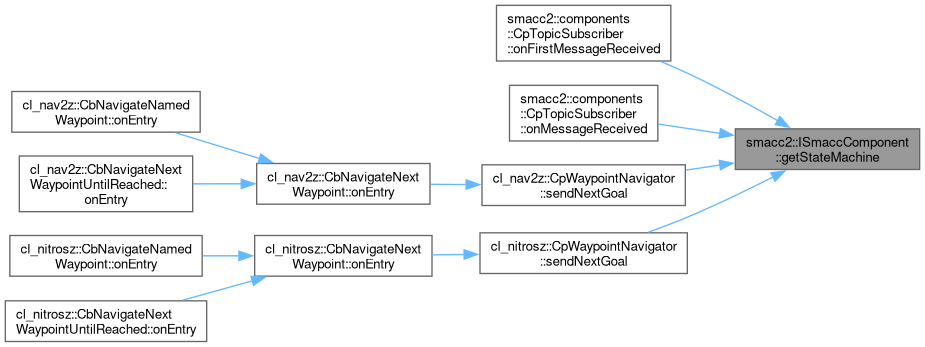 smacc2::components
::CpTopicSubscriber
::onFirstMessageReceived
cl_nav2z::CbNavigateNamed
Waypoint::onEntry
smacc2::components
::CpTopicSubscriber
::onMessageReceived
smacc2::ISmaccComponent
::getStateMachine
cl_nav2z::CbNavigateNext
WaypointUntilReached::
onEntry
cl_nav2z::CbNavigateNext
Waypoint::onEntry
cl_nav2z::CpWaypointNavigator
::sendNextGoal
cl_nitrosz::CbNavigateNamed
Waypoint::onEntry
cl_nitrosz::CbNavigateNext
Waypoint::onEntry
cl_nitrosz::CpWaypointNavigator
::sendNextGoal
cl_nitrosz::CbNavigateNext
WaypointUntilReached::onEntry